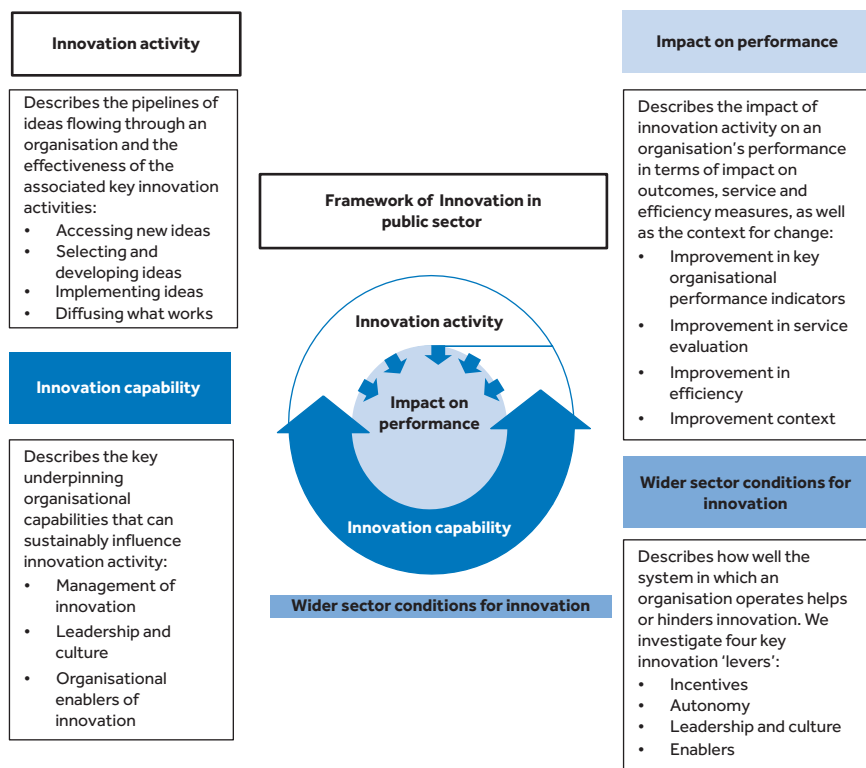 Innovation activity
Describes the pipelines of
ideas flowing through an
organisation and the
effectiveness of the
associated key innovation
activities:
• Accessing new ideas
• Selecting and
developing ideas
• Implementing ideas
• Diffusing what works
Innovation capability
Describes the key
underpinning
organisational
capabilities that can
sustainably influence
innovation activity:
• Management of
innovation
• Leadership and
culture
• Organisational
enablers of
innovation
Framework of Innovation in
public sector
Innovation activity
Impact on
performance
Innovation capability
Wider sector conditions for innovation
Impact on performance
Describes the impact of
innovation activity on an
organisation’s performance
in terms of impact on
outcomes, service and
efficiency measures, as well
as the context for change:
• Improvement in key
organisational
performance indicators
• Improvement in service
evaluation
• Improvement in
efficiency
• Improvement context
Wider sector conditions for
innovation
Describes how well the
system in which an
organisation operates helps
or hinders innovation. We
investigate four key
innovation ‘levers’:
• Incentives
• Autonomy
• Leadership and culture
• Enablers